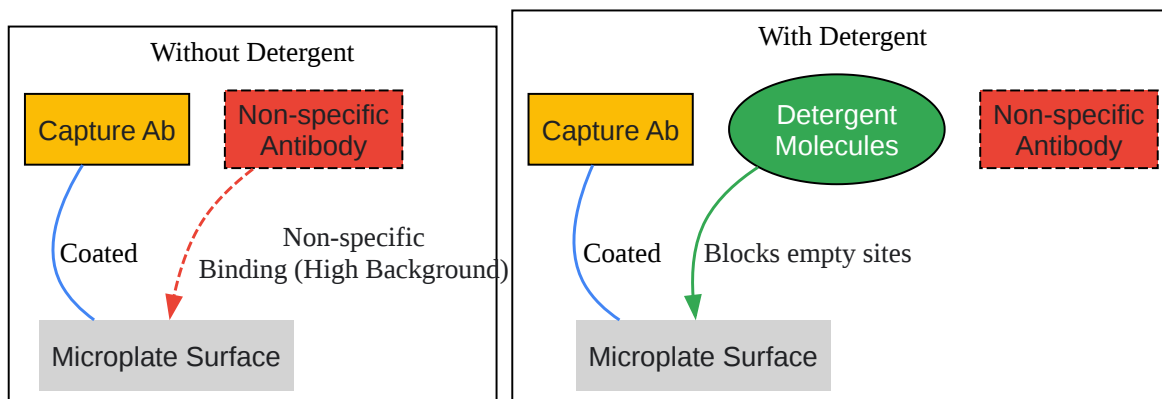 Without Detergent
Capture Ab
Non-specific
Antibody
Coated
Non-specific
Binding (High Background)
Microplate Surface
With Detergent
Capture Ab
Detergent
Molecules
Non-specific
Antibody
Coated
Blocks empty sites
Microplate Surface